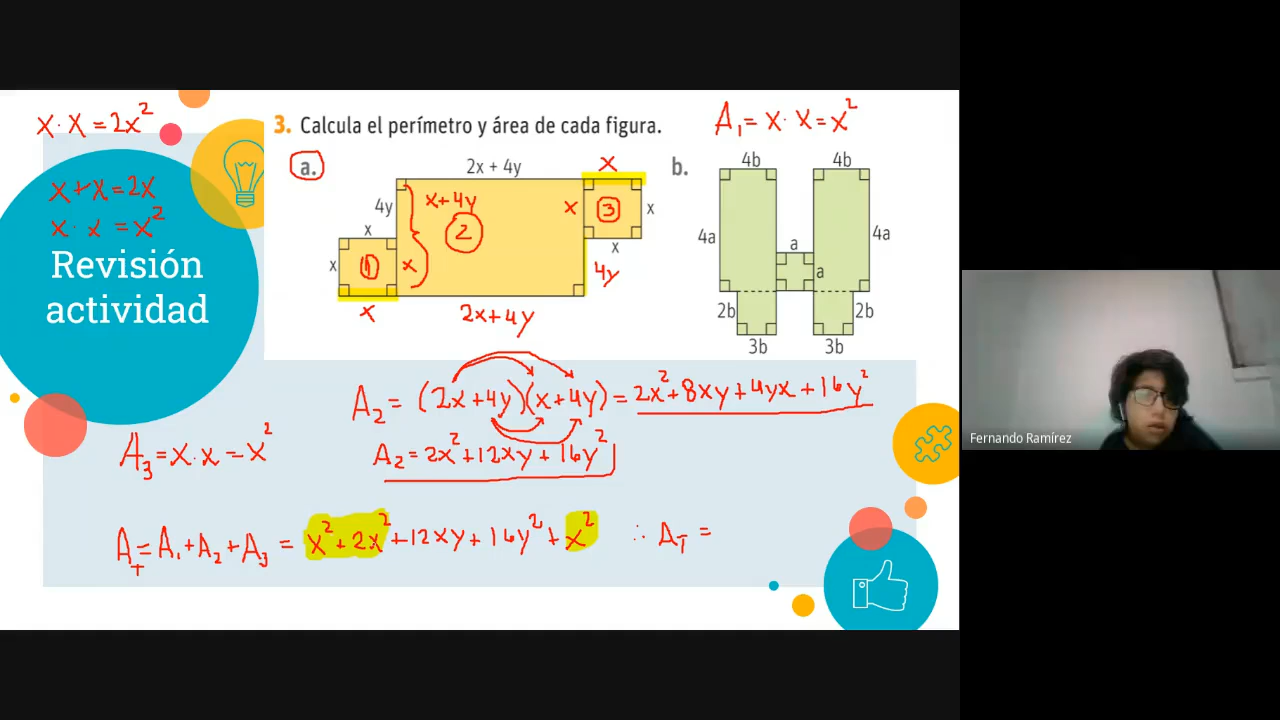 x · x = 2x²
x + x = 2x
x · x = x²
Revisión
actividad
3. Calcula el perímetro y área de cada figura.
A₁ = x · x = x²
a.
2x + 4y
x
4y
x + 4y
x
3
x
x
2
x
x
1
x
4y
x
2x + 4y
b.
4b
4b
4a
4a
a
a
2b
2b
3b
3b
A₂ = (2x + 4y)(x + 4y) = 2x² + 8xy + 4yx + 16y²
A₃ = x · x = x²
A₂ = 2x² + 12xy + 16y²
A_T = A₁ + A₂ + A₃ = x² + 2x² + 12xy + 16y² + x² ∴ A_T =
Fernando Ramírez